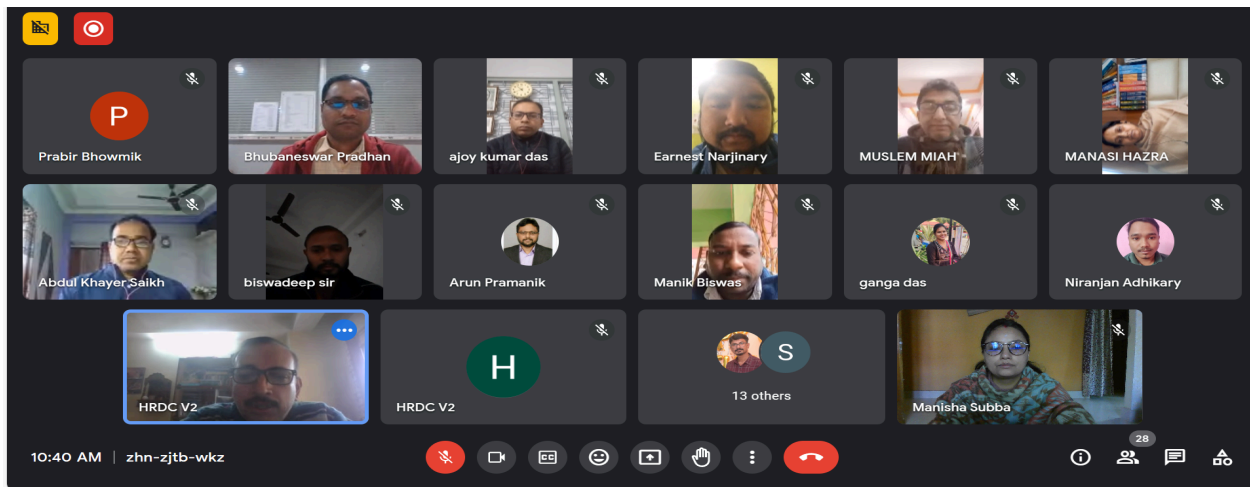 P
Prabir Bhowmik
Bhubaneswar Pradhan
ajoy kumar das
Earnest Narjinary
MUSLEM MIAH
MANASI HAZRA
Abdul Khayer Saikh
biswadeep sir
Arun Pramanik
Manik Biswas
ganga das
Niranjan Adhikary
HRDC V2
H
HRDC V2
S
13 others
Manisha Subba
10:40 AM | zhn-zjtb-wkz
CC
28